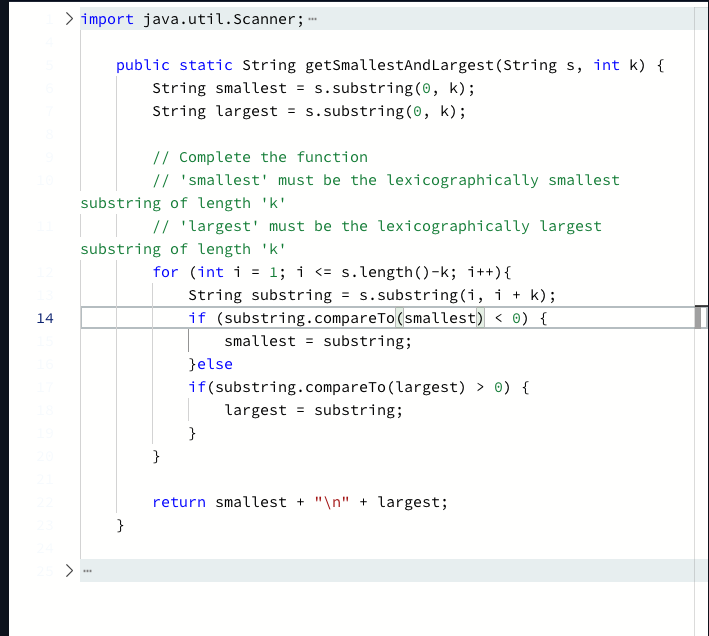 1 import java.util.Scanner;⋯
4
5 public static String getSmallestAndLargest(String s, int k) {
6 String smallest = s.substring(0, k);
7 String largest = s.substring(0, k);
8
9 // Complete the function
10 // 'smallest' must be the lexicographically smallest
substring of length 'k'
11 // 'largest' must be the lexicographically largest
substring of length 'k'
12 for (int i = 1; i <= s.length()-k; i++){
13 String substring = s.substring(i, i + k);
14 if (substring.compareTo(smallest) < 0) {
15 smallest = substring;
16 }else
17 if(substring.compareTo(largest) > 0) {
18 largest = substring;
19 }
20 }
21
22 return smallest + "\n" + largest;
23 }
24
25 ⋯